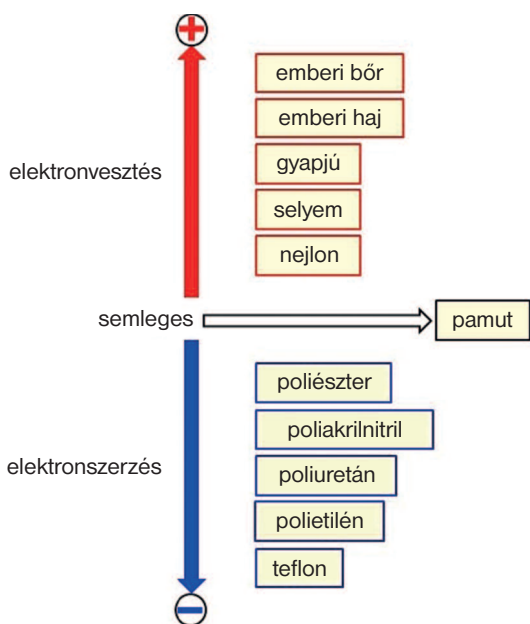 emberi bőr
emberi haj
elektronvesztés
gyapjú
selyem
nejlon
semleges
pamut
poliészter
poliakrilnitril
elektronszerzés
poliuretán
polietilén
teflon